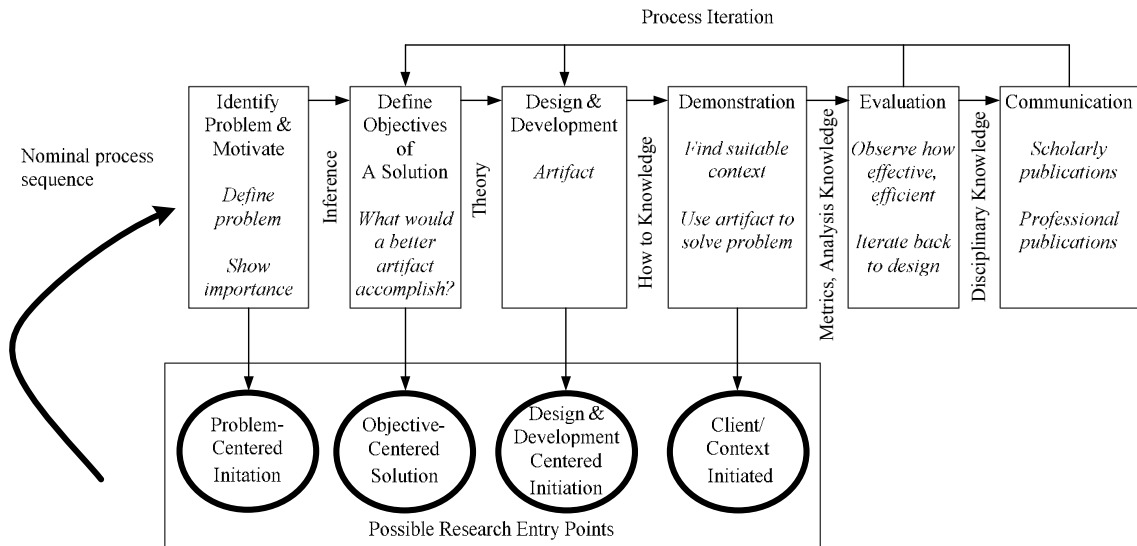 Process Iteration
Nominal process
sequence
Identify
Problem &
Motivate
Define
problem
Show
importance
Inference
Define
Objectives
of
A Solution
What would
a better
artifact
accomplish?
Theory
Design &
Development
Artifact
How to Knowledge
Demonstration
Find suitable
context
Use artifact to
solve problem
Metrics, Analysis Knowledge
Evaluation
Observe how
effective,
efficient
Iterate back
to design
Disciplinary Knowledge
Communication
Scholarly
publications
Professional
publications
Problem-
Centered
Initation
Objective-
Centered
Solution
Design &
Development
Centered
Initiation
Client/
Context
Initiated
Possible Research Entry Points